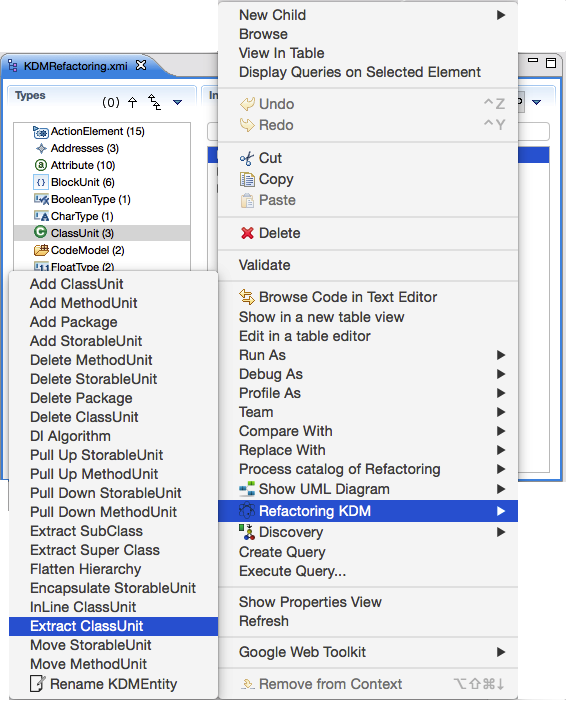 KDMRefactoring.xmi
Types
(0)
In
ActionElement (15)
Addresses (3)
Attribute (10)
BlockUnit (6)
BooleanType (1)
CharType (1)
ClassUnit (3)
CodeModel (2)
FloatType (2)
New Child
Browse
View In Table
Display Queries on Selected Element
Undo ^Z
Redo ^Y
Cut
Copy
Paste
Delete
Validate
Browse Code in Text Editor
Show in a new table view
Edit in a table editor
Run As
Debug As
Profile As
Team
Compare With
Replace With
Process catalog of Refactoring
Show UML Diagram
Refactoring KDM
Discovery
Create Query
Execute Query...
Show Properties View
Refresh
Google Web Toolkit
Remove from Context ⌥⇧⌘↓
Add ClassUnit
Add MethodUnit
Add Package
Add StorableUnit
Delete MethodUnit
Delete StorableUnit
Delete Package
Delete ClassUnit
DI Algorithm
Pull Up StorableUnit
Pull Up MethodUnit
Pull Down StorableUnit
Pull Down MethodUnit
Extract SubClass
Extract Super Class
Flatten Hierarchy
Encapsulate StorableUnit
InLine ClassUnit
Extract ClassUnit
Move StorableUnit
Move MethodUnit
Rename KDMEntity